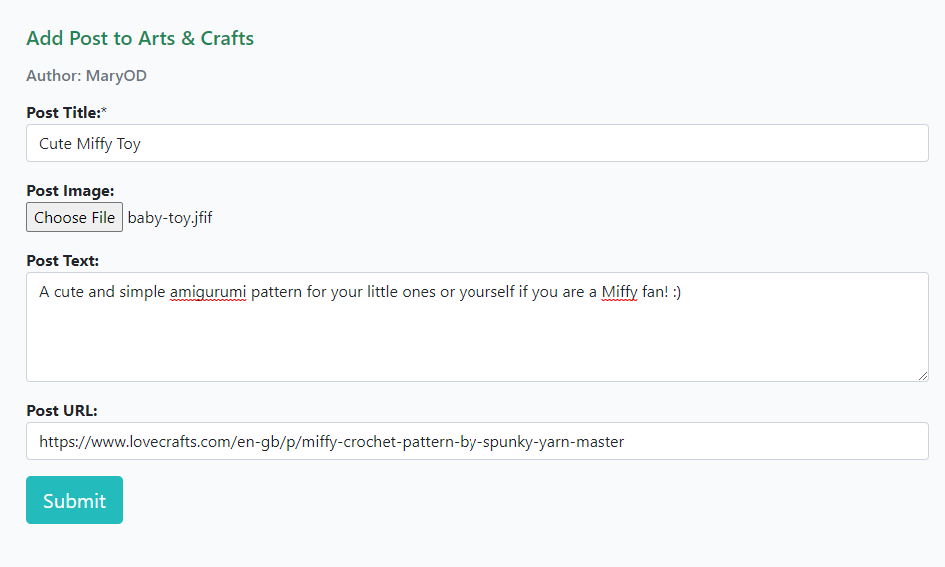 Add Post to Arts & Crafts
Author: MaryOD
Post Title:*
Cute Miffy Toy
Post Image:
Choose File baby-toy.jfif
Post Text:
A cute and simple amigurumi pattern for your little ones or yourself if you are a Miffy fan! :)
Post URL:
https://www.lovecrafts.com/en-gb/p/miffy-crochet-pattern-by-spunky-yarn-master
Submit